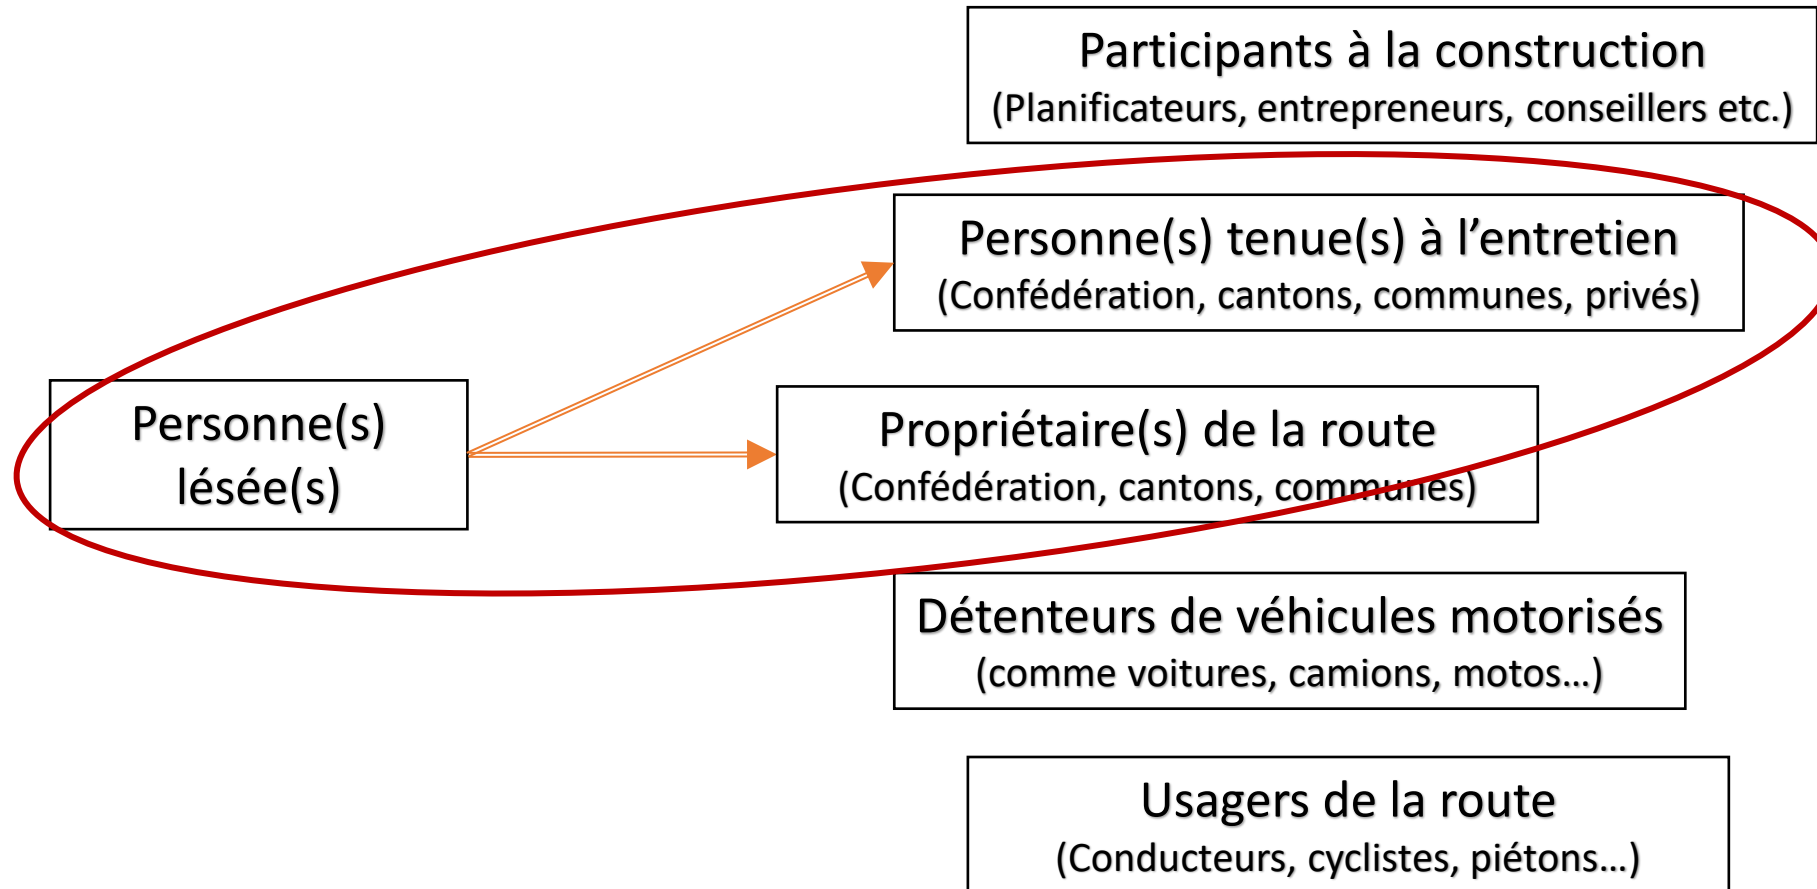 Participants à la construction
(Planificateurs, entrepreneurs, conseillers etc.)
Personne(s) tenue(s) à l’entretien
(Confédération, cantons, communes, privés)
Personne(s)
lésée(s)
Propriétaire(s) de la route
(Confédération, cantons, communes)
Détenteurs de véhicules motorisés
(comme voitures, camions, motos…)
Usagers de la route
(Conducteurs, cyclistes, piétons…)